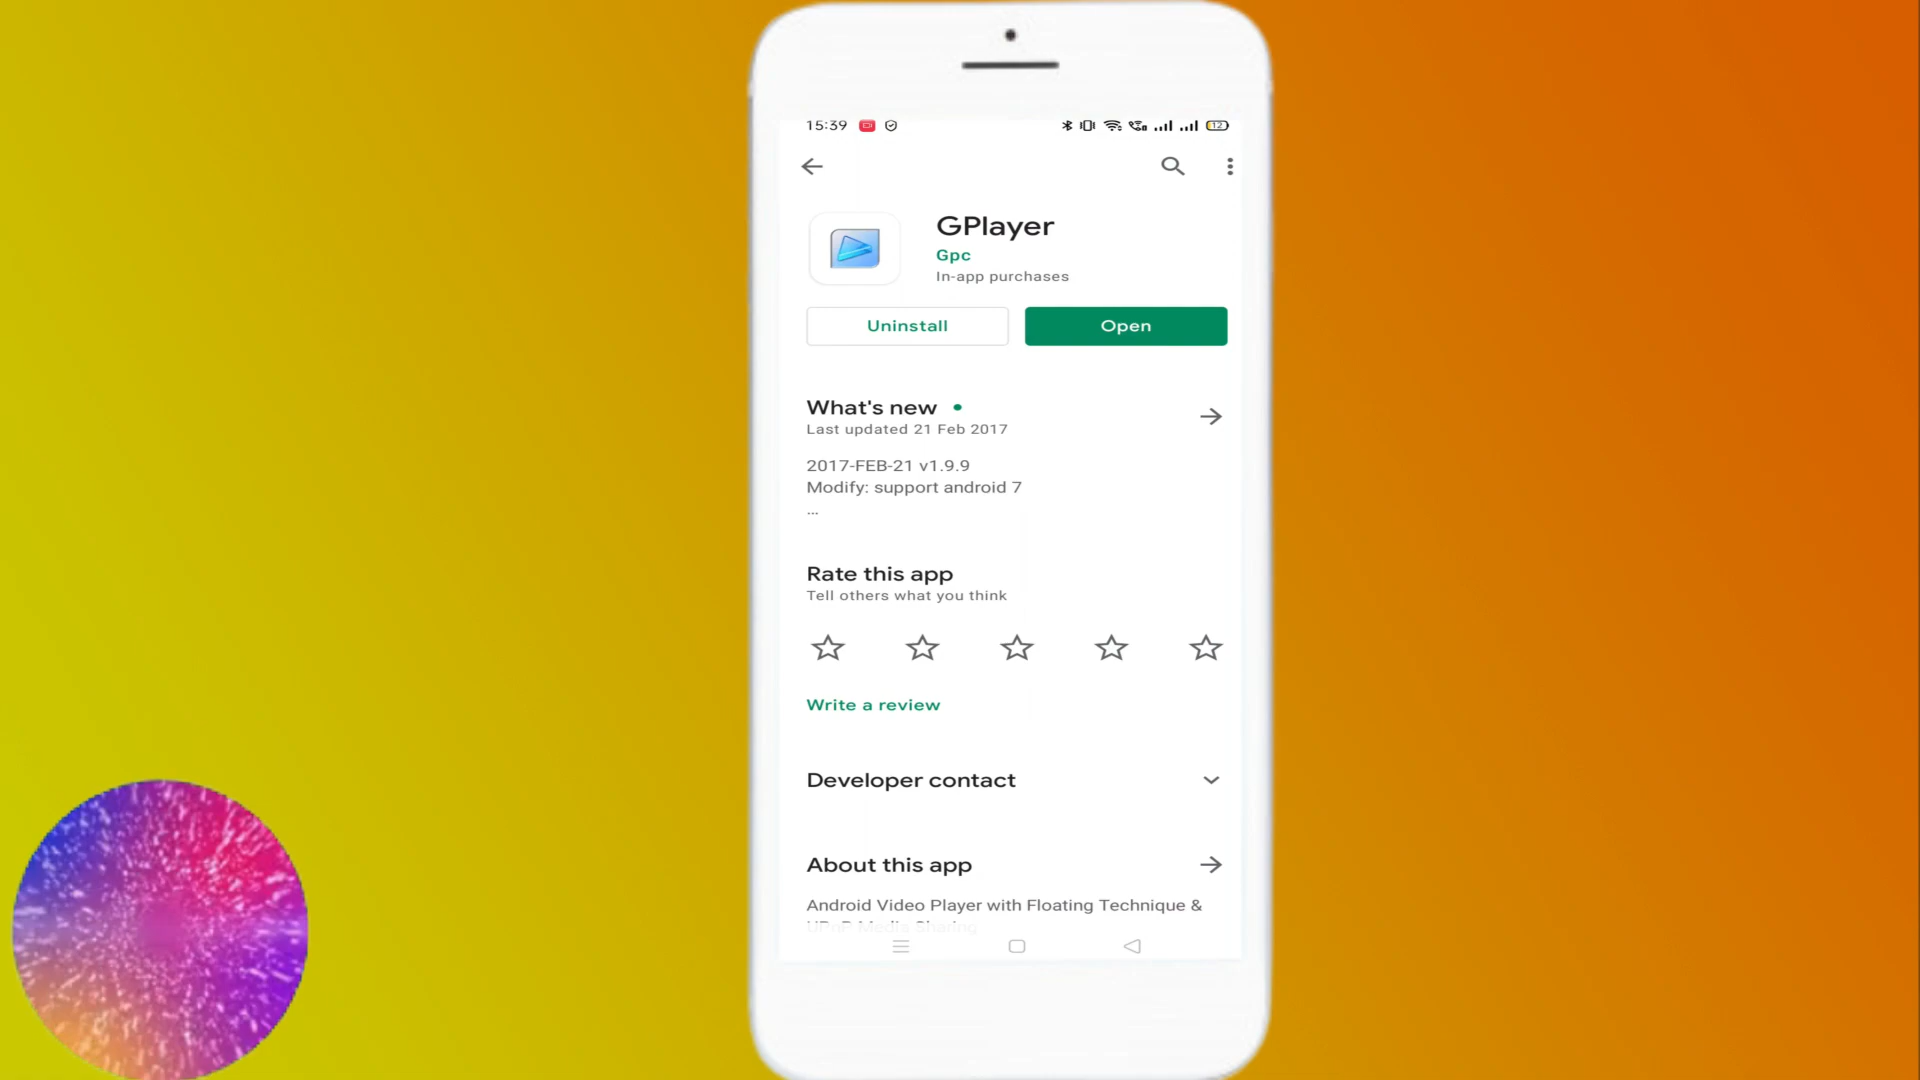 15:39
12
GPlayer
Gpc
In-app purchases
Uninstall
Open
What's new
Last updated 21 Feb 2017
2017-FEB-21 v1.9.9
Modify: support android 7
...
Rate this app
Tell others what you think
Write a review
Developer contact
About this app
Android Video Player with Floating Technique &
UPnP Media Sharing